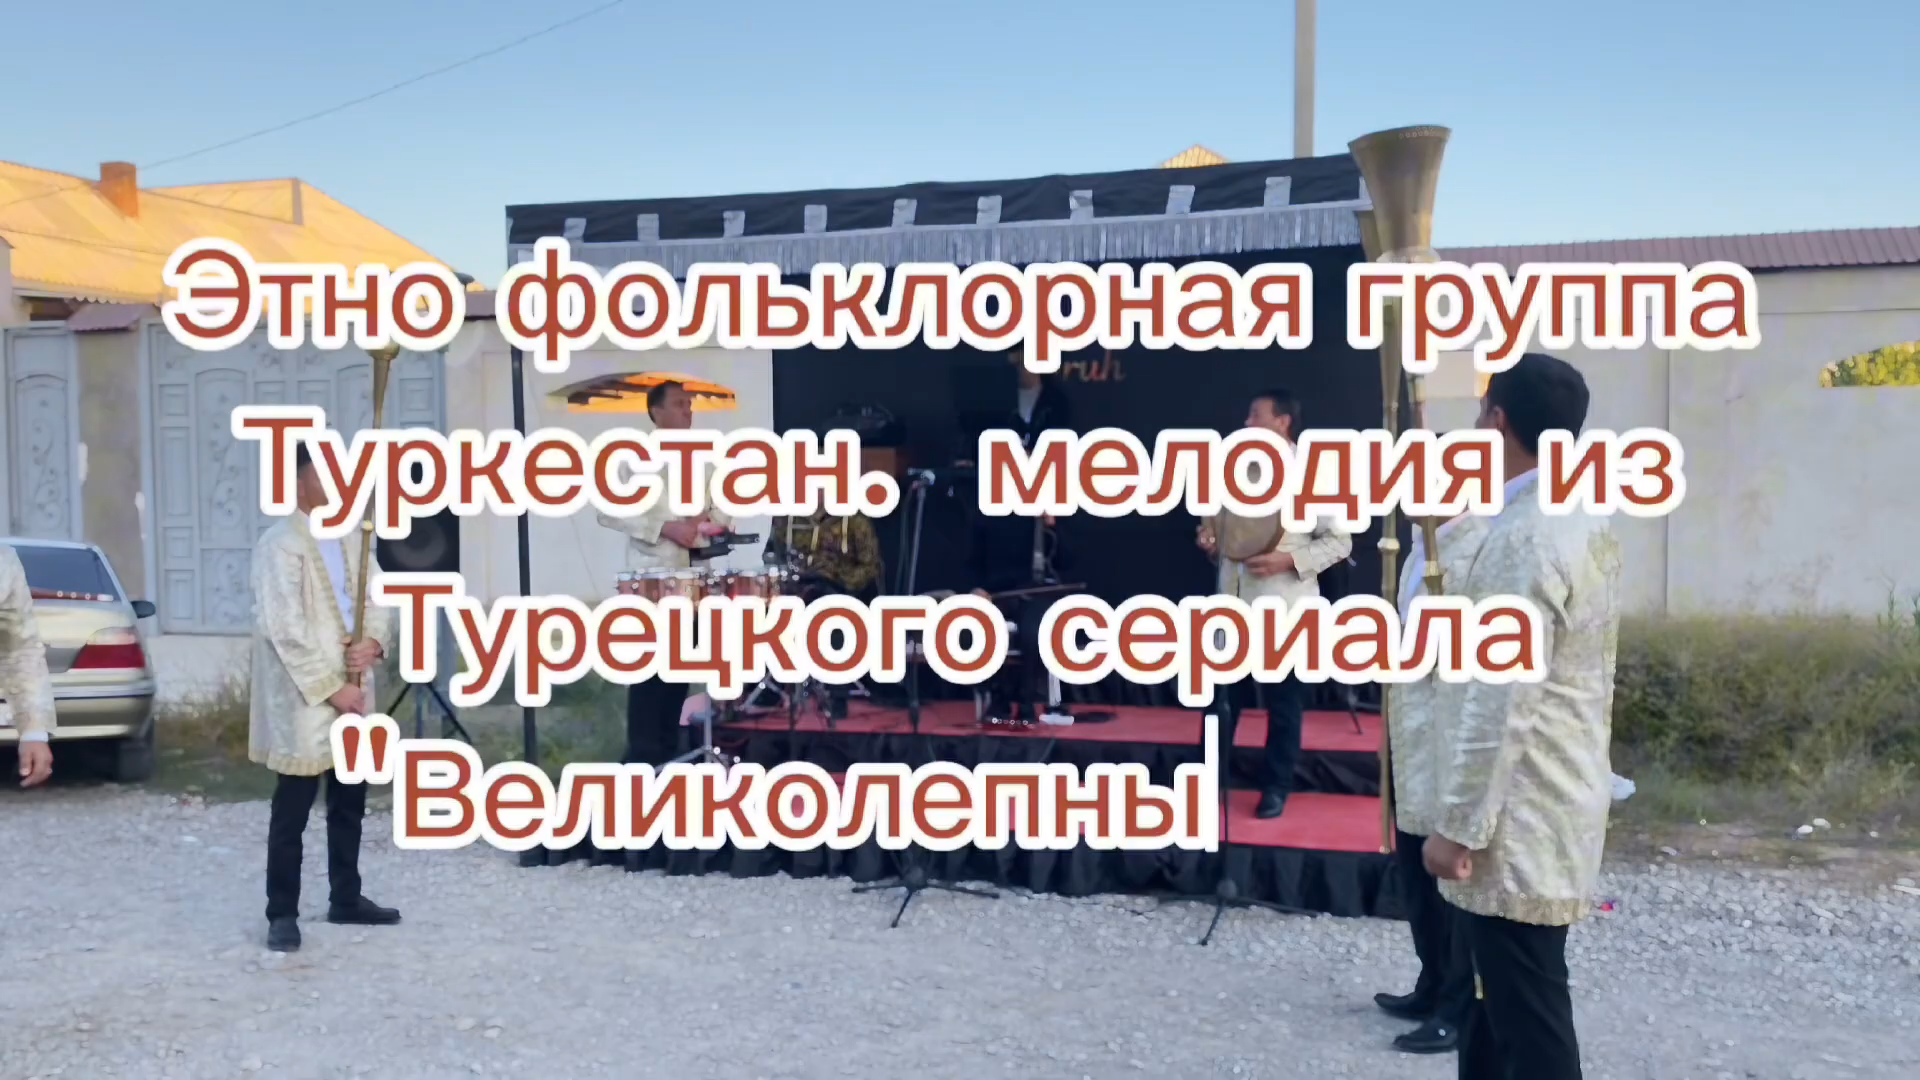 Этно фольклорная группа
Туркестан. мелодия из
Турецкого сериала
"Великолепны